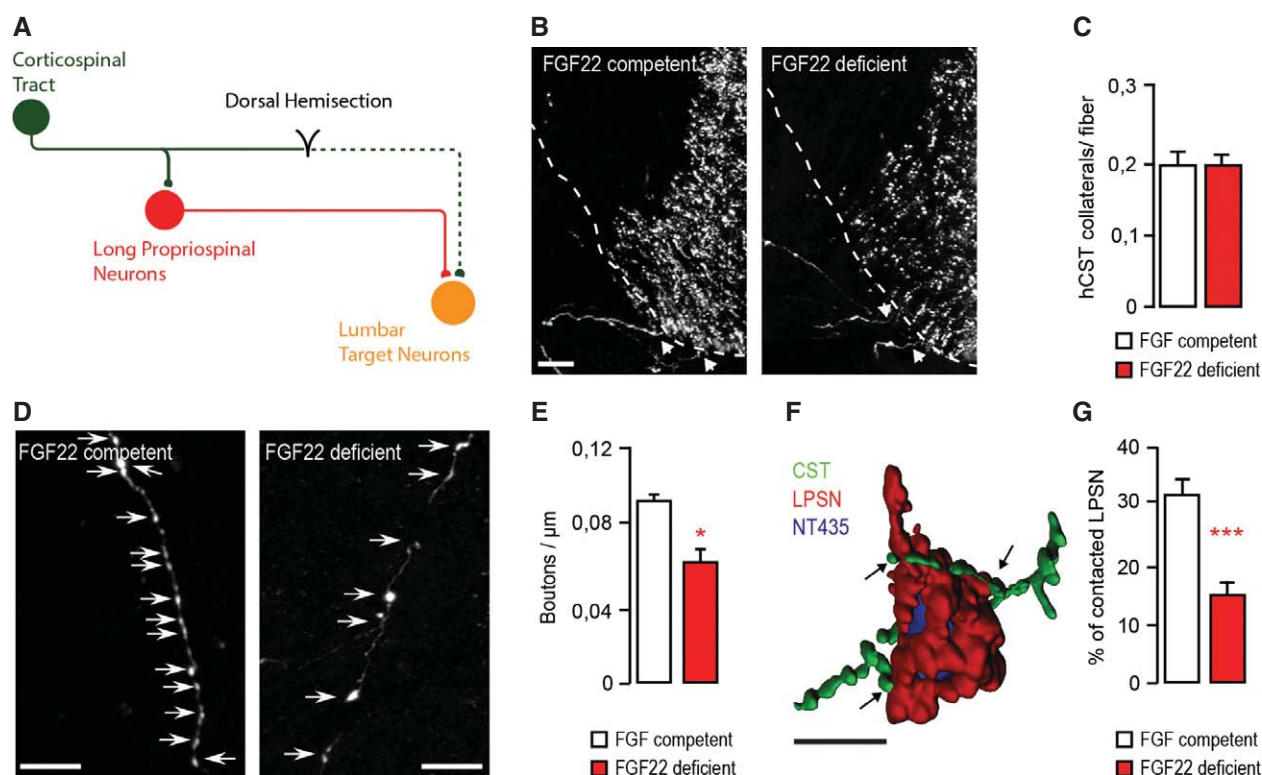 A
Corticospinal
Tract
Dorsal Hemisection
Long Propriospinal
Neurons
Lumbar
Target Neurons
B
FGF22 competent
FGF22 deficient
C
hCST collaterals/ fiber
0,3
0,2
0,1
0
FGF competent
FGF22 deficient
D
FGF22 competent
FGF22 deficient
E
Boutons / µm
0,12
0,08
0,04
0
*
FGF competent
FGF22 deficient
F
CST
LPSN
NT435
G
% of contacted LPSN
40
30
20
10
0
***
FGF competent
FGF22 deficient